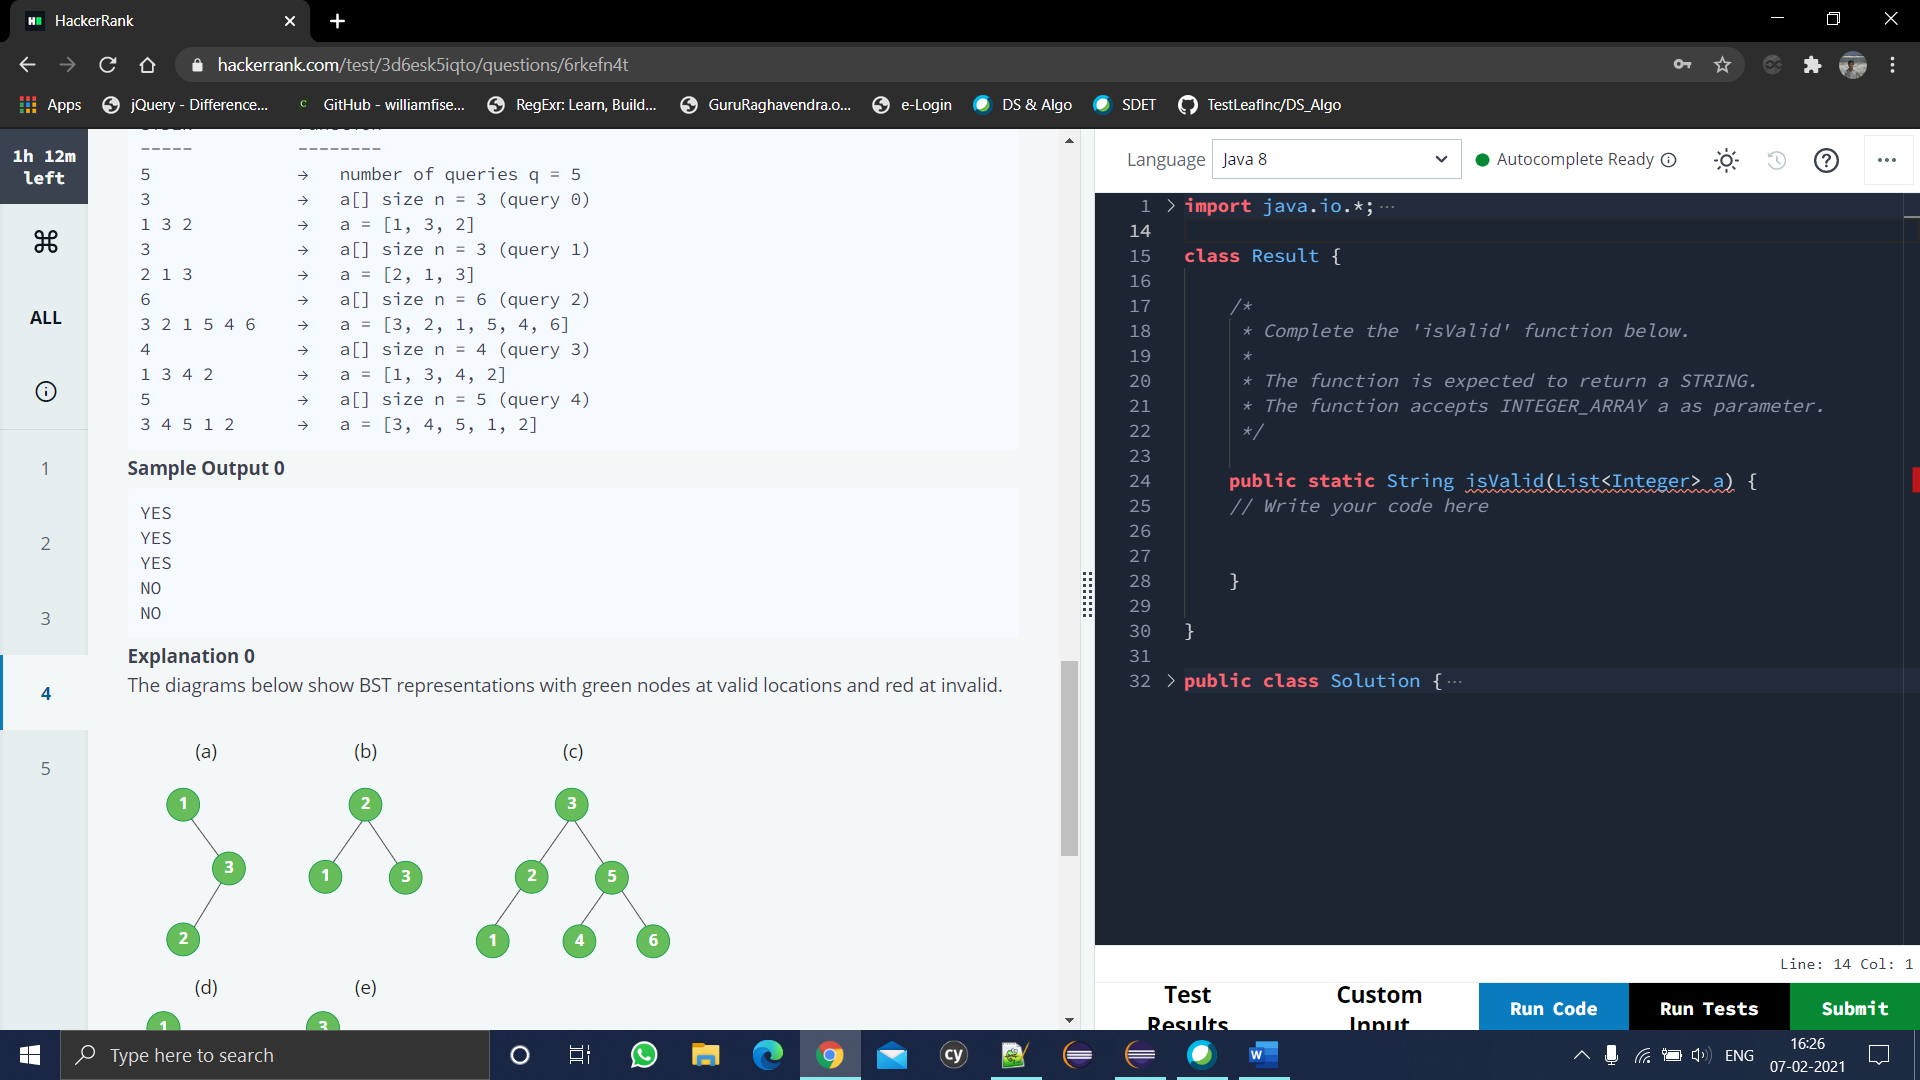 HackerRank
hackerrank.com/test/3d6esk5iqto/questions/6rkefn4t
Apps
jQuery - Difference...
GitHub - williamfise...
RegExr: Learn, Build...
GuruRaghavendra.o...
e-Login
DS & Algo
SDET
TestLeafInc/DS_Algo
1h 12m
left
ALL
1
2
3
4
5
----- --------
5 → number of queries q = 5
3 → a[] size n = 3 (query 0)
1 3 2 → a = [1, 3, 2]
3 → a[] size n = 3 (query 1)
2 1 3 → a = [2, 1, 3]
6 → a[] size n = 6 (query 2)
3 2 1 5 4 6 → a = [3, 2, 1, 5, 4, 6]
4 → a[] size n = 4 (query 3)
1 3 4 2 → a = [1, 3, 4, 2]
5 → a[] size n = 5 (query 4)
3 4 5 1 2 → a = [3, 4, 5, 1, 2]
Sample Output 0
YES
YES
YES
NO
NO
Explanation 0
The diagrams below show BST representations with green nodes at valid locations and red at invalid.
(a) (b) (c)
1 2 3
3 1 3 2 5
2 1 4 6
(d) (e)
1 3
Language Java 8 Autocomplete Ready
1 import java.io.*; ...
14
15 class Result {
16
17 /*
18 * Complete the 'isValid' function below.
19 *
20 * The function is expected to return a STRING.
21 * The function accepts INTEGER_ARRAY a as parameter.
22 */
23
24 public static String isValid(List<Integer> a) {
25 // Write your code here
26
27
28 }
29
30 }
31
32 public class Solution { ...
Line: 14 Col: 1
Test
Results
Custom
Input
Run Code
Run Tests
Submit
Type here to search
cy
W
ENG
16:26
07-02-2021